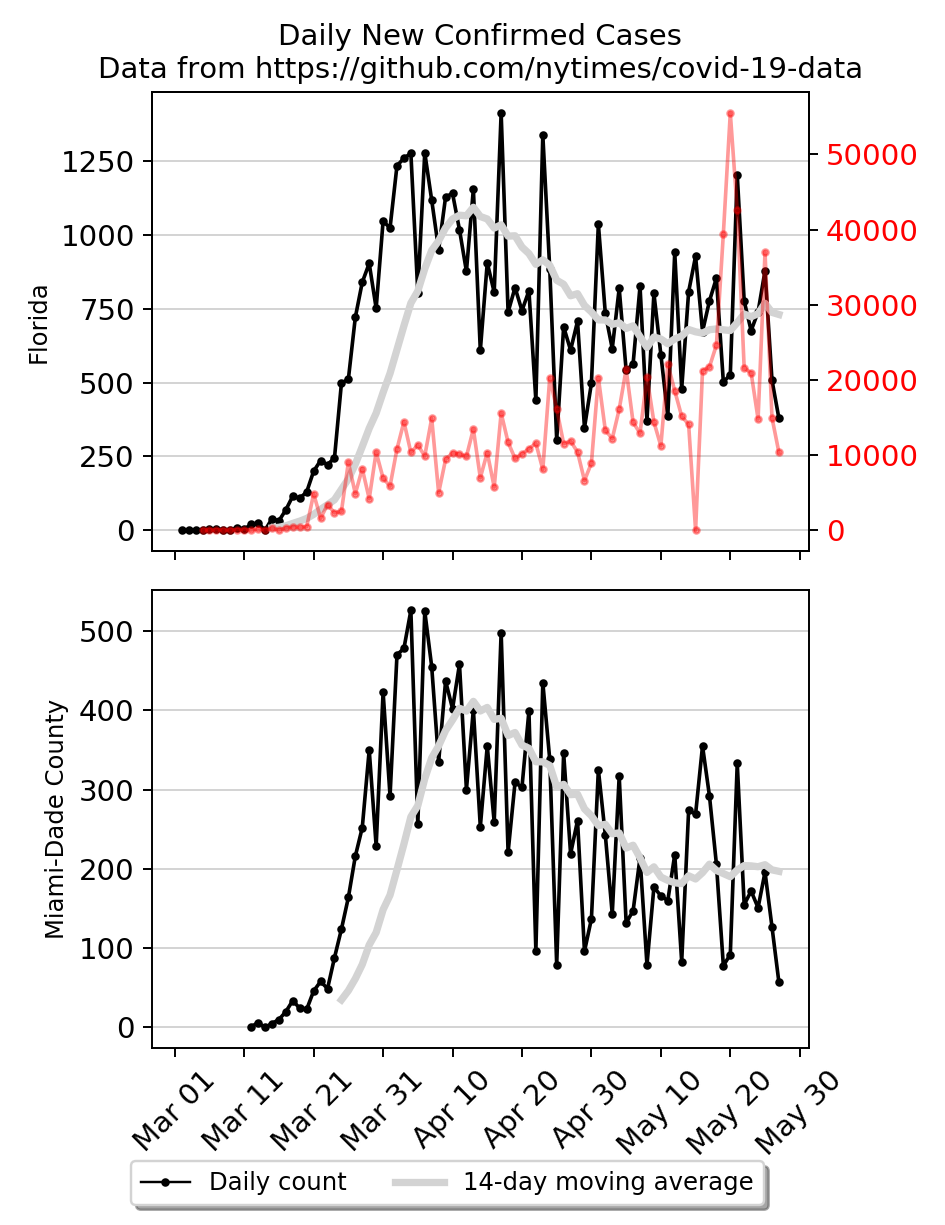 Daily New Confirmed Cases
Data from https://github.com/nytimes/covid-19-data
Florida
1250
1000
750
500
250
0
50000
40000
30000
20000
10000
0
Miami-Dade County
500
400
300
200
100
0
Mar 01
Mar 11
Mar 21
Mar 31
Apr 10
Apr 20
Apr 30
May 10
May 20
May 30
Daily count
14-day moving average